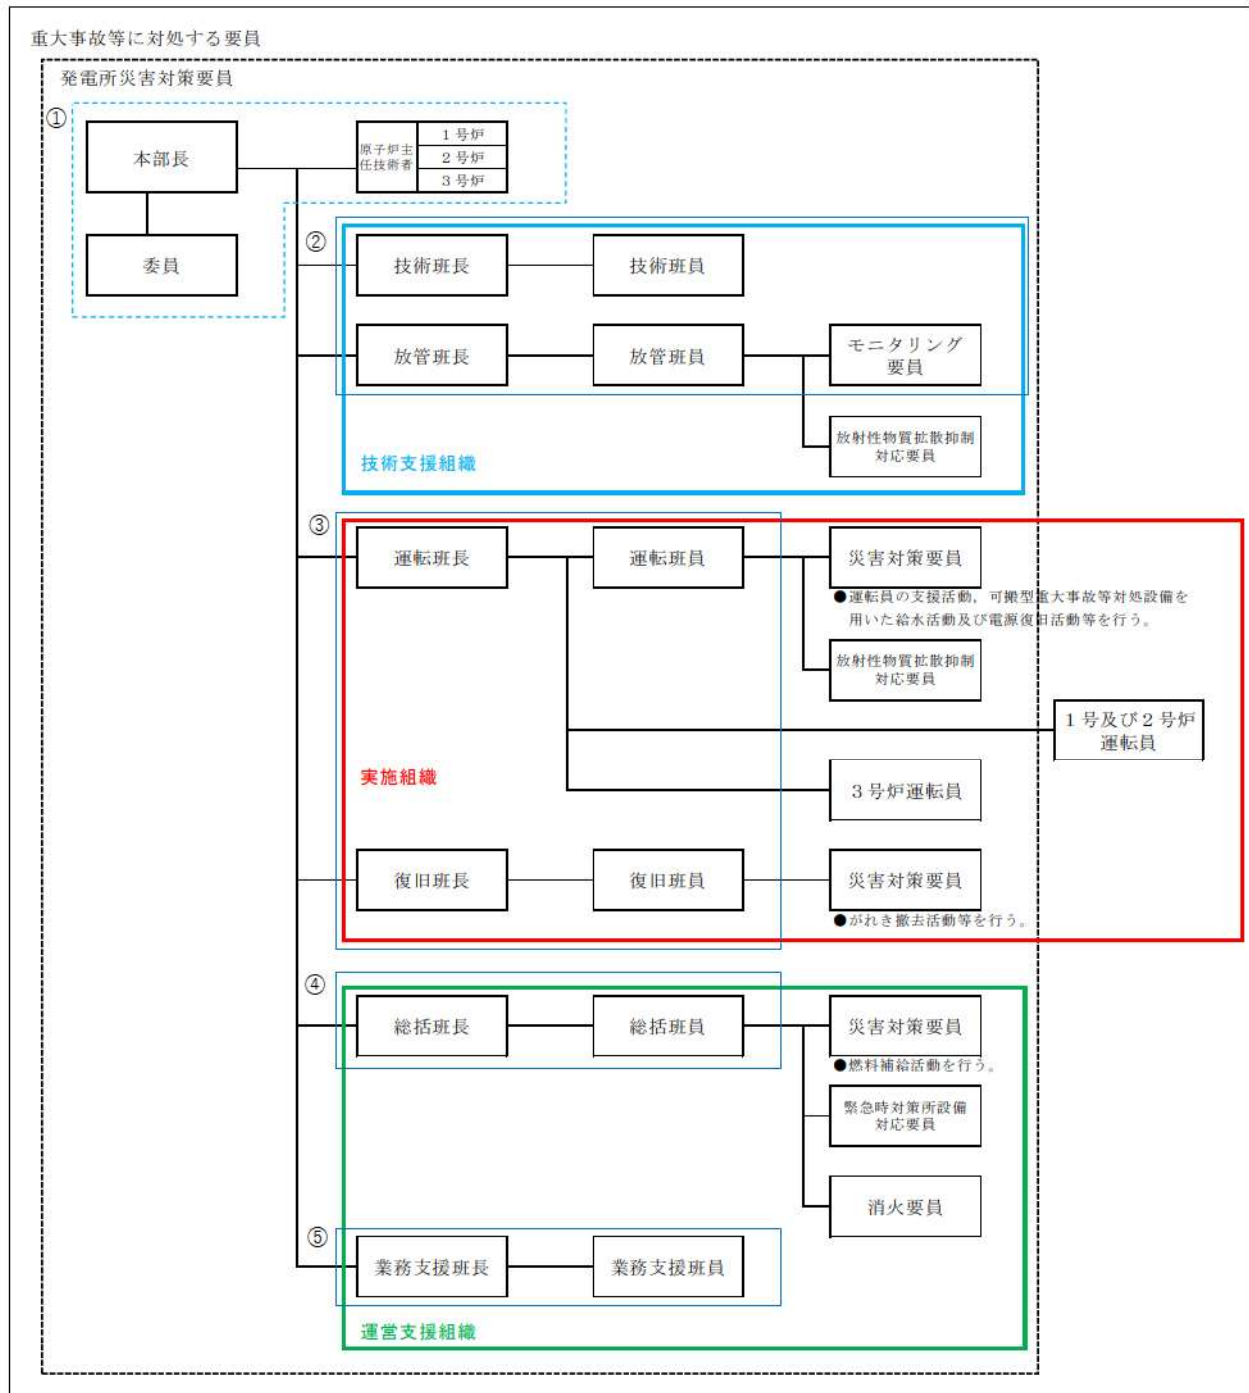 重大事故等に対処する要員
発電所災害対策要員
①
本部長
原子炉主
任技術者
1号炉
2号炉
3号炉
委員
②
技術班長
技術班員
放管班長
放管班員
モニタリング
要員
放射性物質拡散抑制
対応要員
技術支援組織
③
運転班長
運転班員
災害対策要員
●運転員の支援活動，可搬型重大事故等対処設備を
用いた給水活動及び電源復旧活動等を行う。
放射性物質拡散抑制
対応要員
1号及び2号炉
運転員
実施組織
3号炉運転員
復旧班長
復旧班員
災害対策要員
●がれき撤去活動等を行う。
④
総括班長
総括班員
災害対策要員
●燃料補給活動を行う。
緊急時対策所設備
対応要員
消火要員
⑤
業務支援班長
業務支援班員
運営支援組織